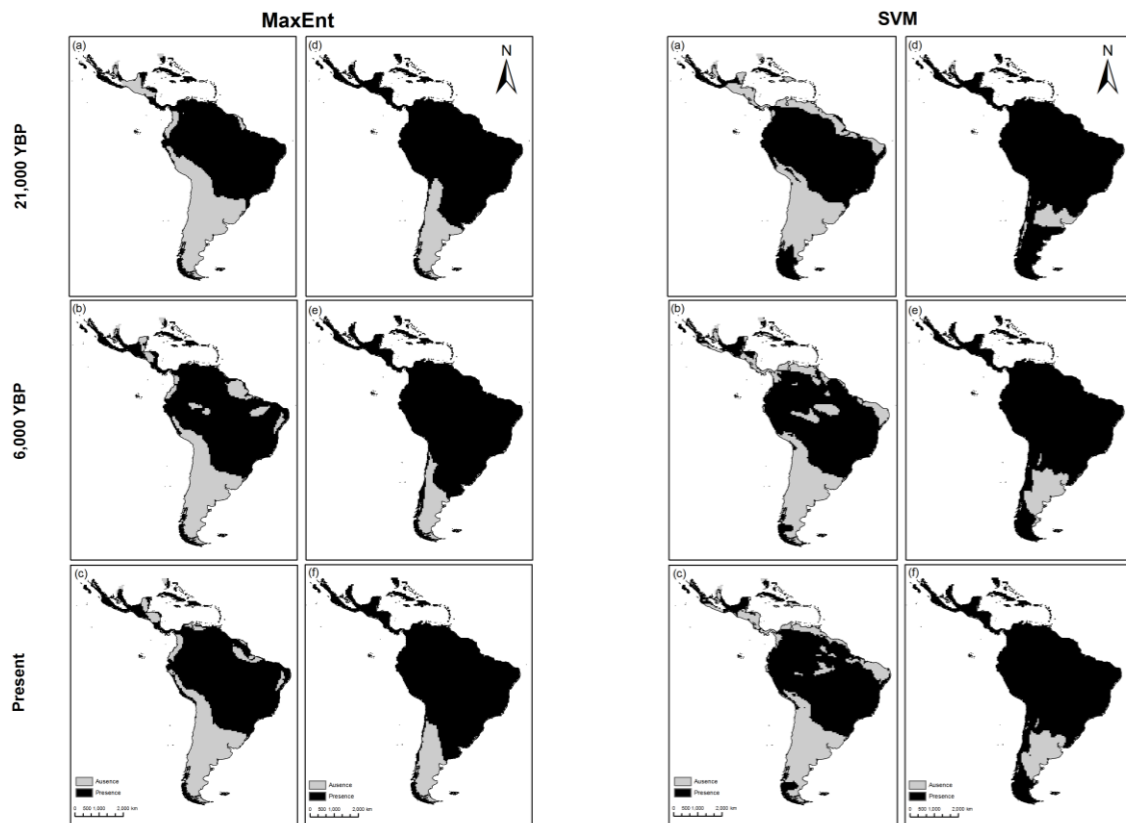 MaxEnt
SVM
21,000 YBP
(a)
(d)
N
(a)
(d)
N
6,000 YBP
(b)
(e)
(b)
(e)
Present
(c)
(f)
(c)
(f)
Ausence
Presence
0 500 1,000 2,000 km
Ausence
Presence
0 500 1,000 2,000 km
Ausence
Presence
0 500 1,000 2,000 km
Ausence
Presence
0 500 1,000 2,000 km